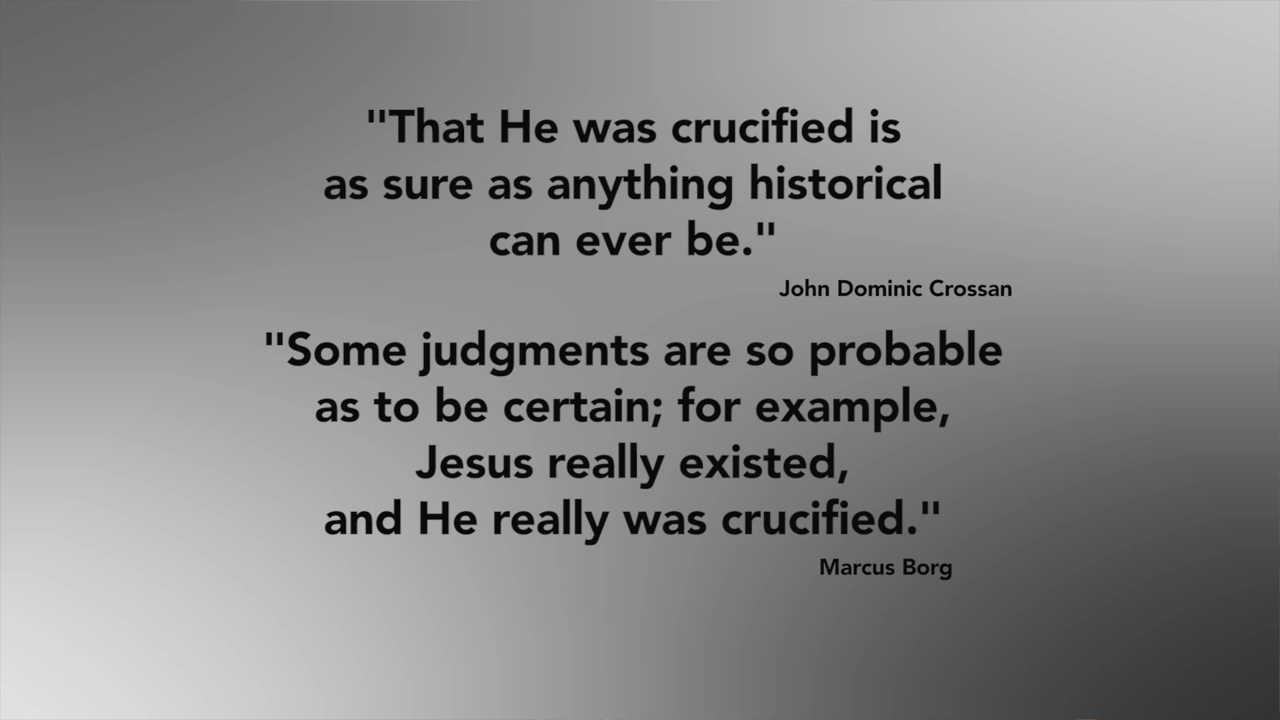 "That He was crucified is
as sure as anything historical
can ever be."
John Dominic Crossan
"Some judgments are so probable
as to be certain; for example,
Jesus really existed,
and He really was crucified."
Marcus Borg